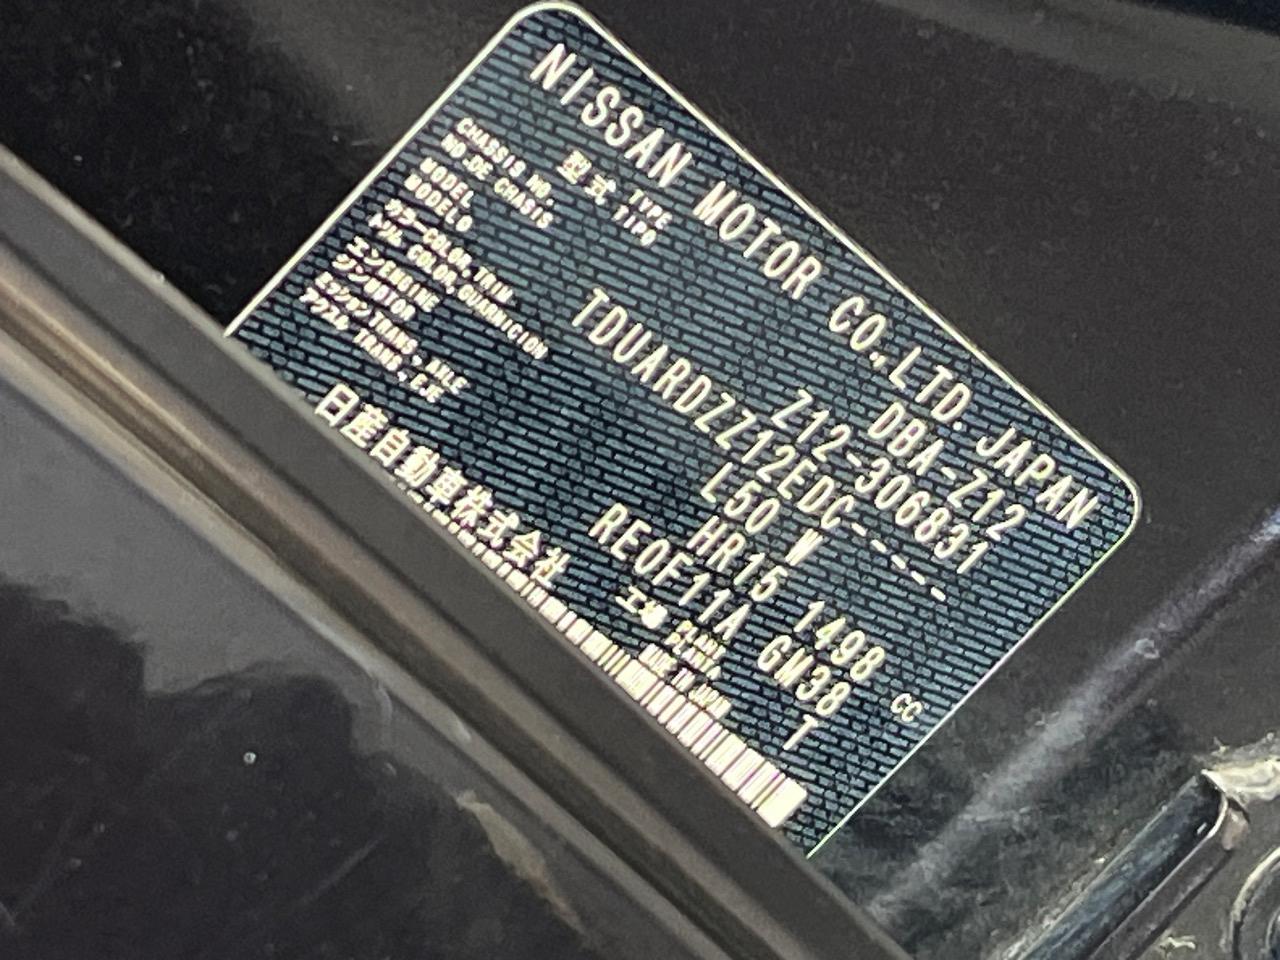 NISSAN MOTOR CO.,LTD. JAPAN
型式 TYPE TIPO DBA-Z12
CHASSIS NO. NO.DE CHASIS Z12-306831
MODEL MODELO TDUARDZZ12EDC-----
カラー COLOR,TRIM トリム COLOR,GUARNICION L50 W
エンジン ENGINE MOTOR HR15 1498 CC
ミッション TRANS.,AXLE アクスル TRANS.,EJE RE0F11A GM38
工場 PLANT PLANTA T
日産自動車株式会社 MADE IN JAPAN